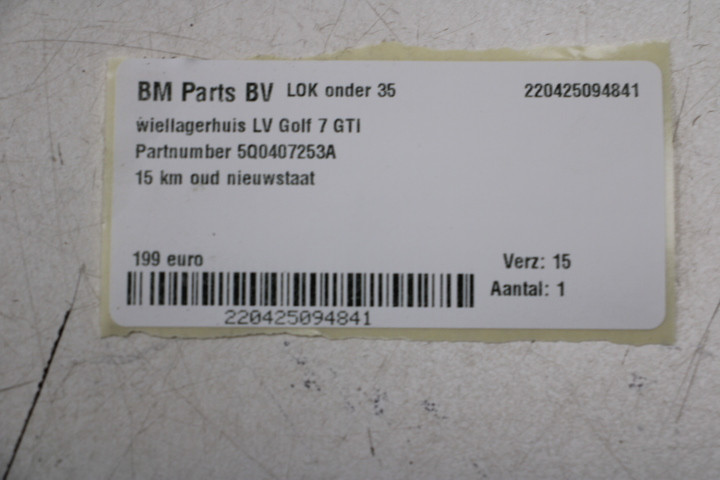 BM Parts BV LOK onder 35 220425094841
wiellagerhuis LV Golf 7 GTI
Partnumber 5Q0407253A
15 km oud nieuwstaat
199 euro Verz: 15
Aantal: 1
220425094841